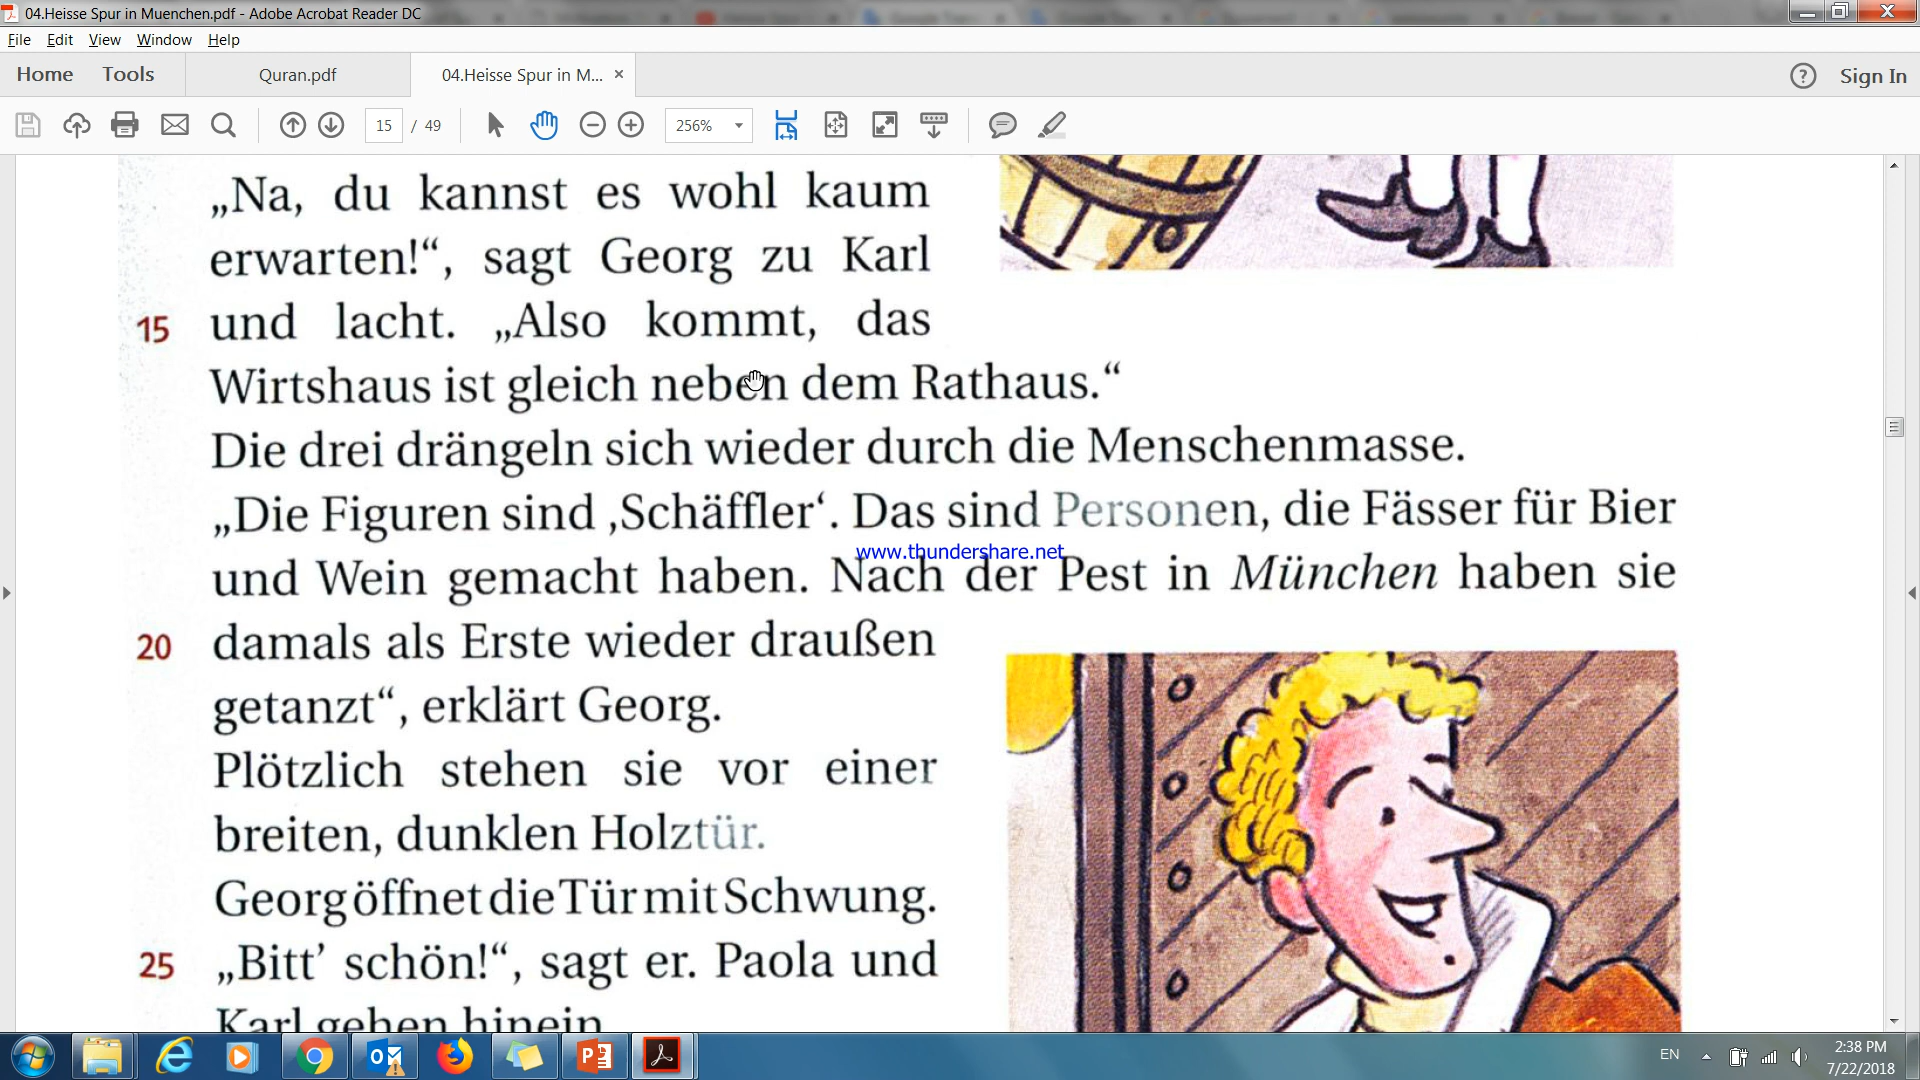 04.Heisse Spur in Muenchen.pdf - Adobe Acrobat Reader DC
File Edit View Window Help
Home Tools Quran.pdf 04.Heisse Spur in M... × ? Sign In
15 / 49 256%
„Na, du kannst es wohl kaum
erwarten!“, sagt Georg zu Karl
15 und lacht. „Also kommt, das
Wirtshaus ist gleich neben dem Rathaus.“
Die drei drängeln sich wieder durch die Menschenmasse.
„Die Figuren sind ‚Schäffler‘. Das sind Personen, die Fässer für Bier
www.thundershare.net
und Wein gemacht haben. Nach der Pest in München haben sie
20 damals als Erste wieder draußen
getanzt“, erklärt Georg.
Plötzlich stehen sie vor einer
breiten, dunklen Holztür.
Georg öffnet die Tür mit Schwung.
25 „Bitt’ schön!“, sagt er. Paola und
Karl gehen hinein
EN 2:38 PM
7/22/2018